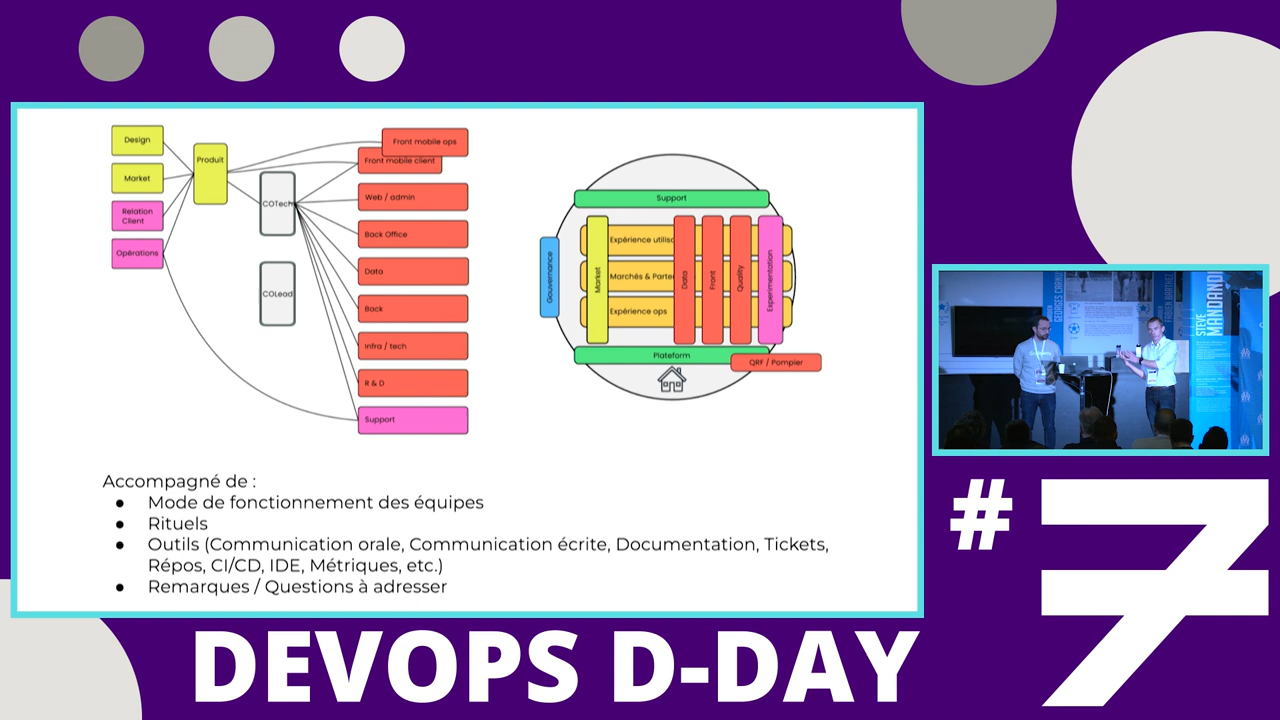 Design
Market
Relation
Client
Opérations
Produit
COTech
COLead
Front mobile ops
Front mobile client
Web / admin
Back Office
Data
Back
Infra / tech
R & D
Support
Support
Gouvernance
Market
Expérience utilis
Marchés & Parte
Expérience ops
Data
Front
Quality
Experimentation
Plateform
QRF / Pompier
Accompagné de :
● Mode de fonctionnement des équipes
● Rituels
● Outils (Communication orale, Communication écrite, Documentation, Tickets,
Répos, CI/CD, IDE, Métriques, etc.)
● Remarques / Questions à adresser
STEVE
MANDANDA
#7
DEVOPS D-DAY